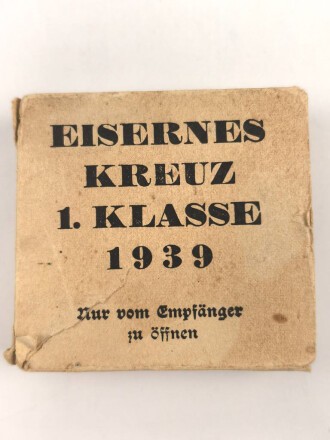 EISERNES
KREUZ
1. KLASSE
1939
Nur vom Empfänger
zu öffnen